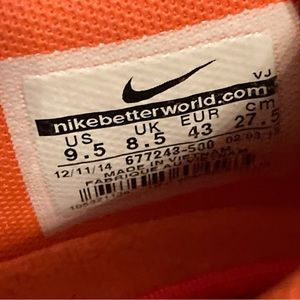 VJ
nikebetterworld.com
US UK EUR cm
9.5 8.5 43 27.5
12/11/14
677243-500
MADE IN VIETNAM
FABRIQUE